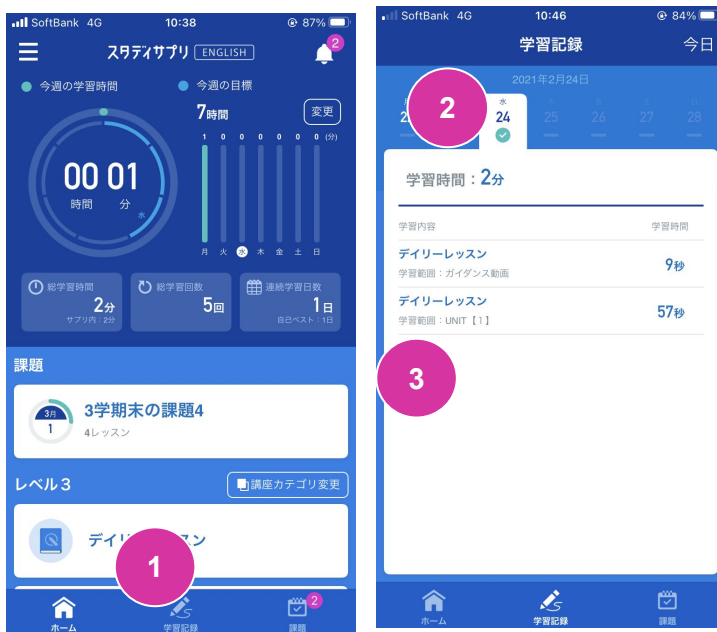 SoftBank 4G 10:38 87%
スタディサプリ ENGLISH 2
今週の学習時間 今週の目標
7時間 変更
1 0 0 0 0 0 0 (分)
00 01
時間 分
水
月 火 水 木 金 土 日
総学習時間 総学習回数 連続学習日数
2分 5回 1日
サプリ内：2分 自己ベスト：1日
課題
3月
1
3学期末の課題4
4レッスン
レベル3 講座カテゴリ変更
1
ホーム 学習記録 課題 2
SoftBank 4G 10:46 84%
学習記録 今日
2021年2月24日
2
水
24 25 26 27 28
学習時間：2分
学習内容 学習時間
デイリーレッスン
学習範囲：ガイダンス動画
9秒
デイリーレッスン
学習範囲：UNIT【1】
57秒
3
ホーム 学習記録 課題